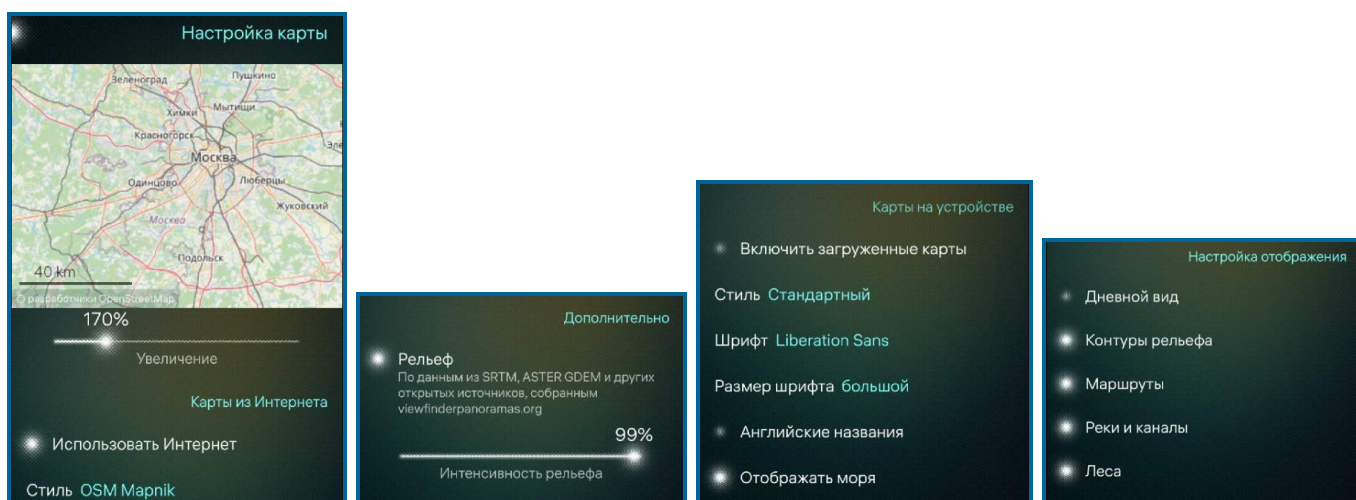 Настройка карты
Зеленоград
Пушкино
Химки
Мытищи
Красногорск
Москва
Одинцово
Люберцы
Жуковский
Москва
Подольск
40 km
© разработчики OpenStreetMap
170%
Увеличение
Карты из Интернета
Использовать Интернет
Стиль OSM Mapnik
Дополнительно
Рельеф
По данным из SRTM, ASTER GDEM и других
открытых источников, собранным
viewfinderpanoramas.org
99%
Интенсивность рельефа
Карты на устройстве
Включить загруженные карты
Стиль Стандартный
Шрифт Liberation Sans
Размер шрифта большой
Английские названия
Отображать моря
Настройка отображения
Дневной вид
Контуры рельефа
Маршруты
Реки и каналы
Леса